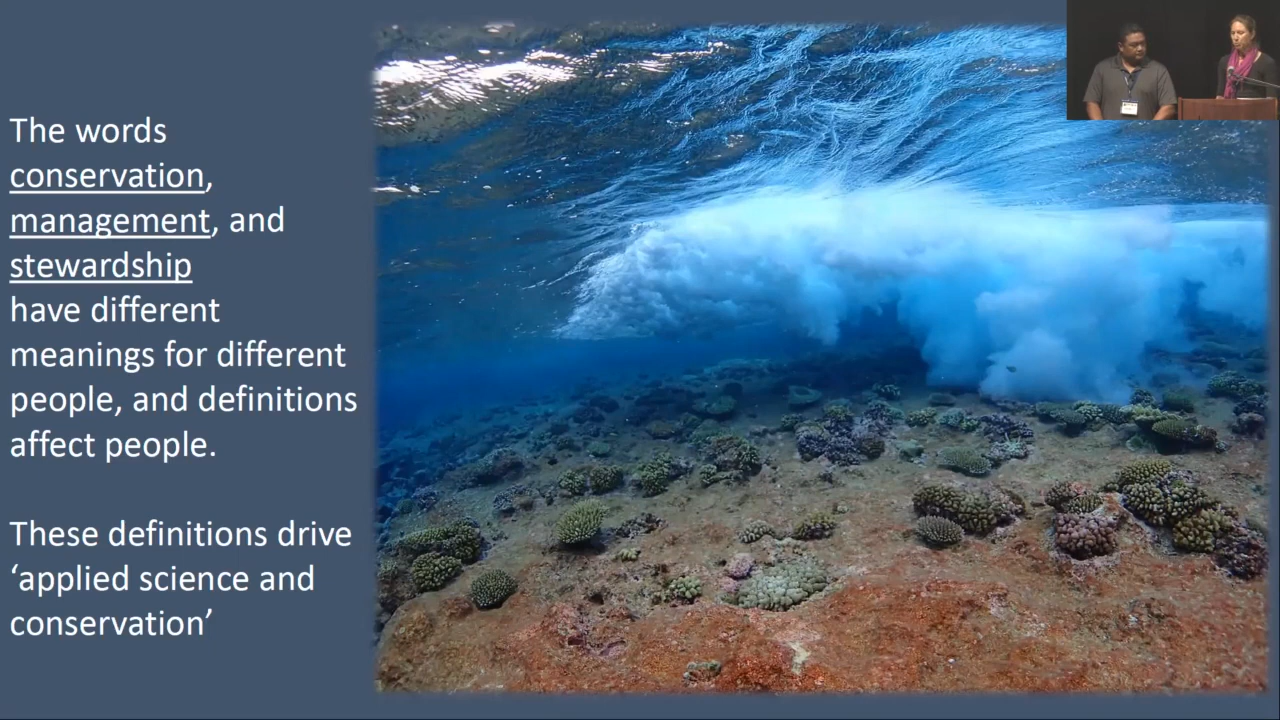 The words
conservation,
management, and
stewardship
have different
meanings for different
people, and definitions
affect people.
These definitions drive
‘applied science and
conservation’